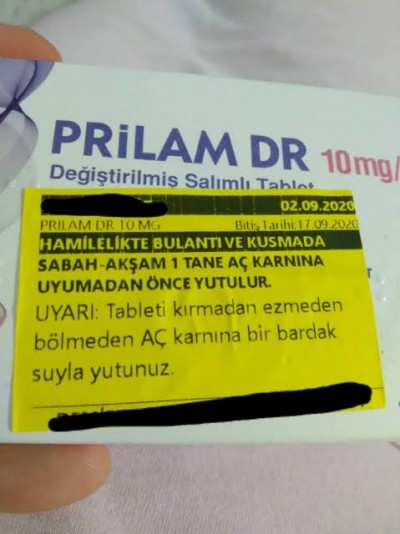 PRİLAM DR 10mg/
Değiştirilmiş Salımlı Tablet
02.09.2020
PRILAM DR 10 MG Bitiş Tarihi:17.09.2020
HAMİLELİKTE BULANTI VE KUSMADA
SABAH-AKŞAM 1 TANE AÇ KARNINA
UYUMADAN ÖNCE YUTULUR.
UYARI: Tableti kırmadan ezmeden
bölmeden AÇ karnına bir bardak
suyla yutunuz.